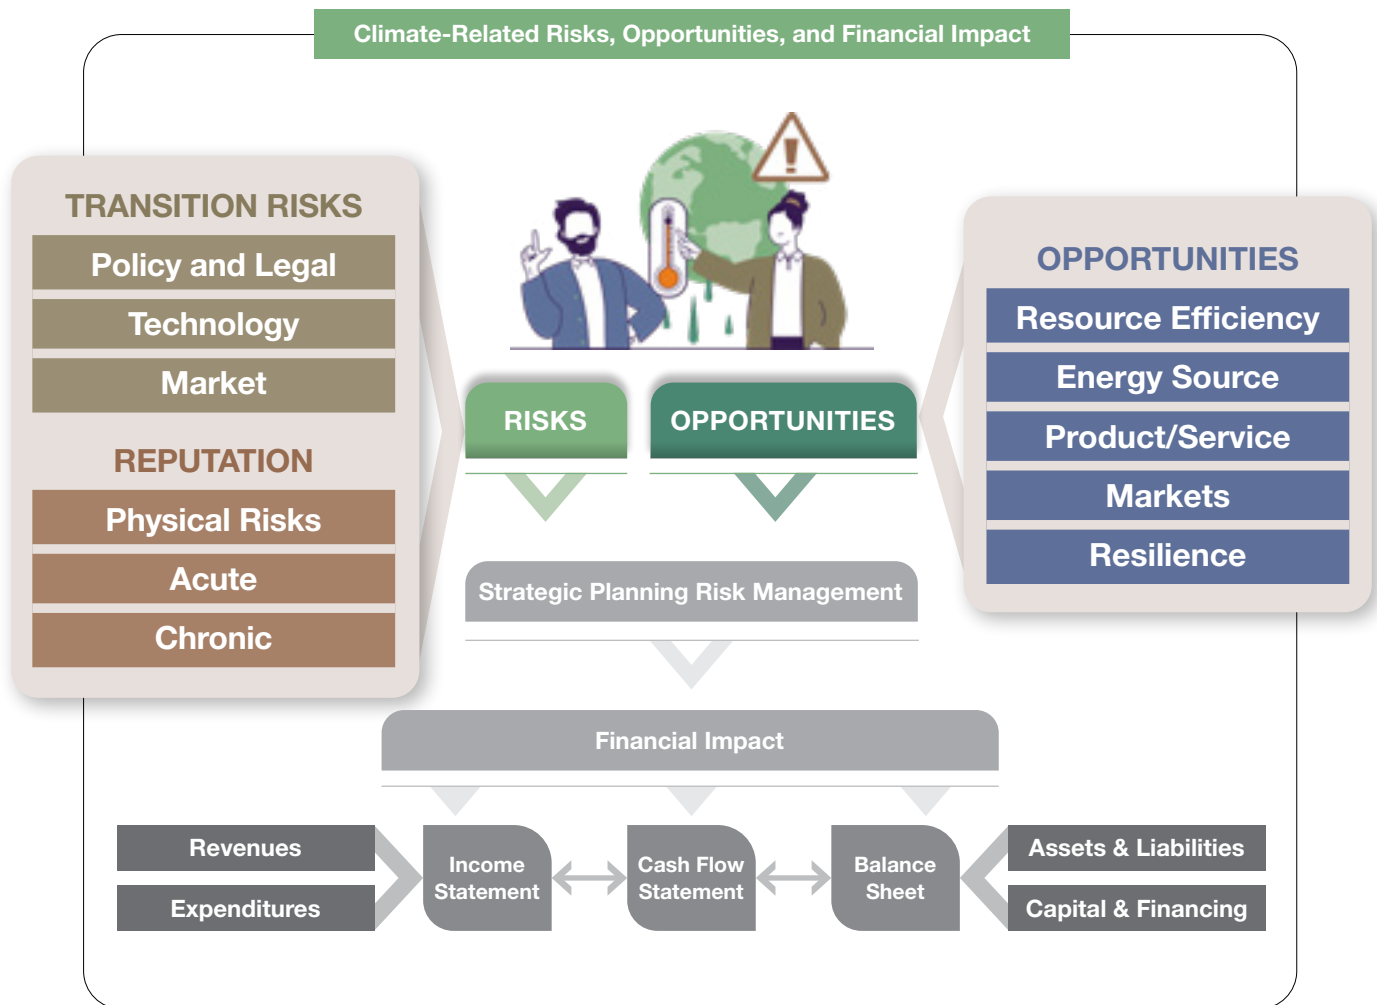 Climate-Related Risks, Opportunities, and Financial Impact
TRANSITION RISKS
Policy and Legal
Technology
Market
REPUTATION
Physical Risks
Acute
Chronic
RISKS
OPPORTUNITIES
OPPORTUNITIES
Resource Efficiency
Energy Source
Product/Service
Markets
Resilience
Strategic Planning Risk Management
Financial Impact
Revenues
Expenditures
Income
Statement
Cash Flow
Statement
Balance
Sheet
Assets & Liabilities
Capital & Financing